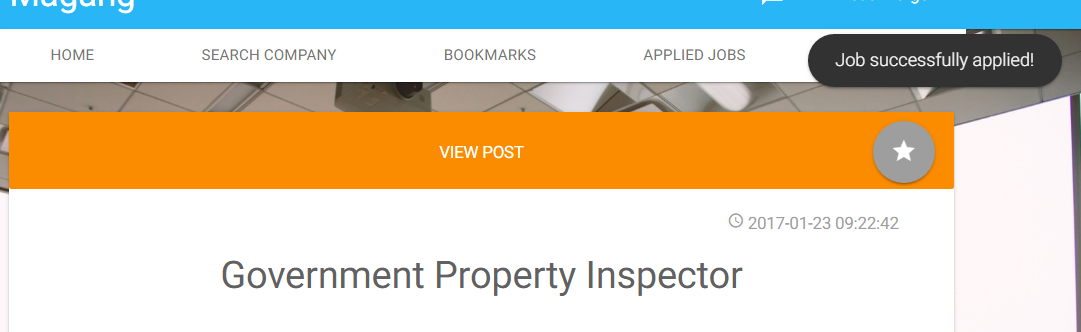 Magang
HOME SEARCH COMPANY BOOKMARKS APPLIED JOBS
Job successfully applied!
VIEW POST
2017-01-23 09:22:42
Government Property Inspector